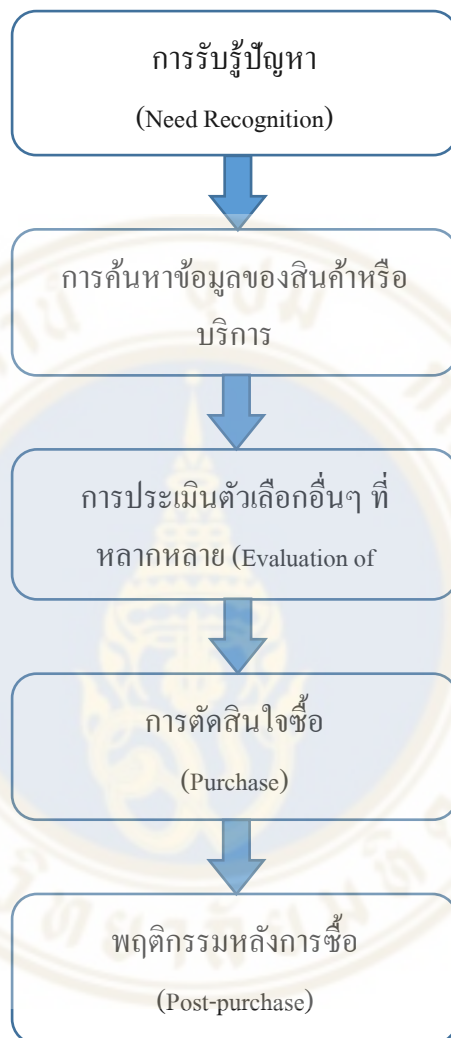 การรับรู้ปัญหา
(Need Recognition)
การค้นหาข้อมูลของสินค้าหรือ
บริการ
การประเมินตัวเลือกอื่นๆ ที่
หลากหลาย (Evaluation of
การตัดสินใจซื้อ
(Purchase)
พฤติกรรมหลังการซื้อ
(Post-purchase)